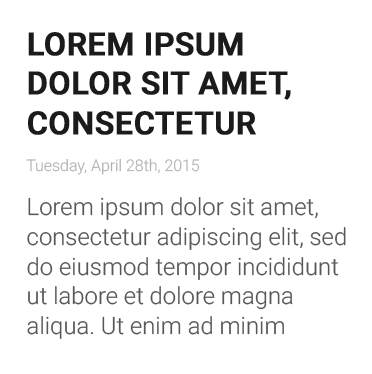 LOREM IPSUM
DOLOR SIT AMET,
CONSECTETUR
Tuesday, April 28th, 2015
Lorem ipsum dolor sit amet,
consectetur adipiscing elit, sed
do eiusmod tempor incididunt
ut labore et dolore magna
aliqua. Ut enim ad minim